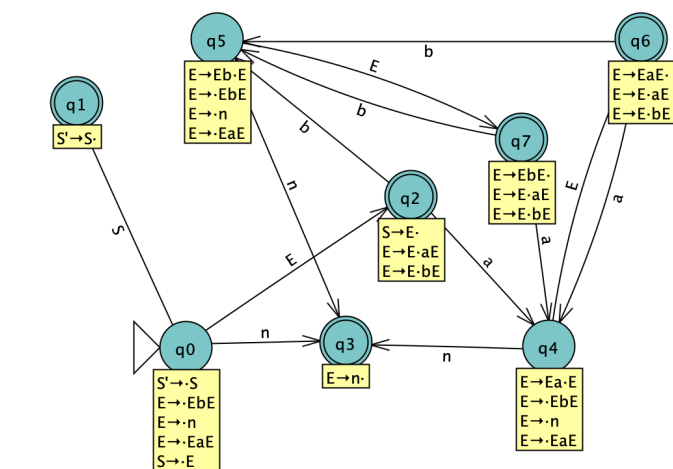 q5
E→Eb·E
E→·EbE
E→·n
E→·EaE
q6
E→EaE·
E→E·aE
E→E·bE
b
E
b
q1
S'→S·
q7
E→EbE·
E→E·aE
E→E·bE
b
n
q2
S→E·
E→E·aE
E→E·bE
E
a
S
a
a
E
q0
S'→·S
E→·EbE
E→·n
E→·EaE
S→·E
n
q3
E→n·
n
q4
E→Ea·E
E→·EbE
E→·n
E→·EaE